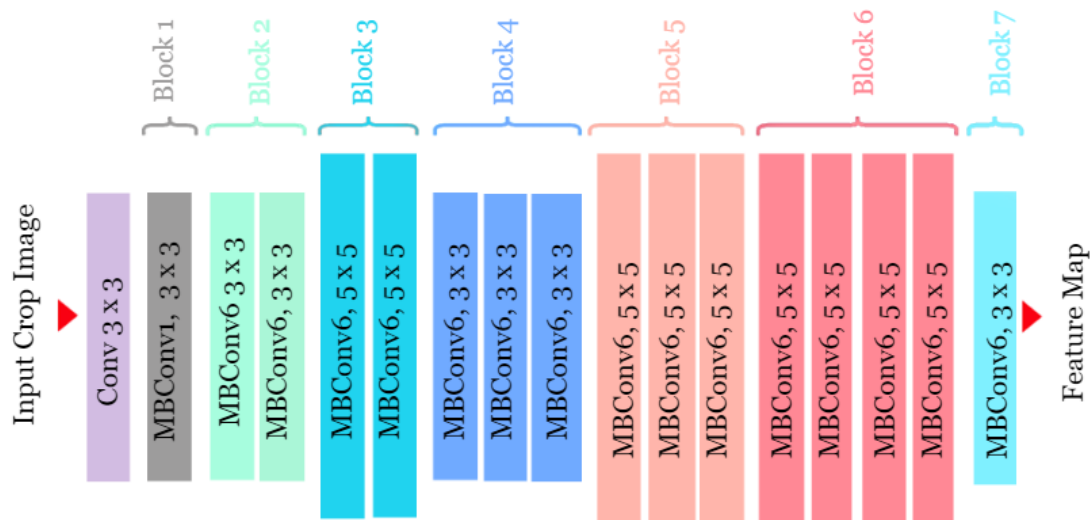 Block 1
Block 2
Block 3
Block 4
Block 5
Block 6
Block 7
Input Crop Image
Conv 3 x 3
MBConv1, 3 x 3
MBConv6 3 x 3
MBConv6, 3 x 3
MBConv6, 5 x 5
MBConv6, 5 x 5
MBConv6, 3 x 3
MBConv6, 3 x 3
MBConv6, 3 x 3
MBConv6, 5 x 5
MBConv6, 5 x 5
MBConv6, 5 x 5
MBConv6, 5 x 5
MBConv6, 5 x 5
MBConv6, 5 x 5
MBConv6, 5 x 5
MBConv6, 3 x 3
Feature Map